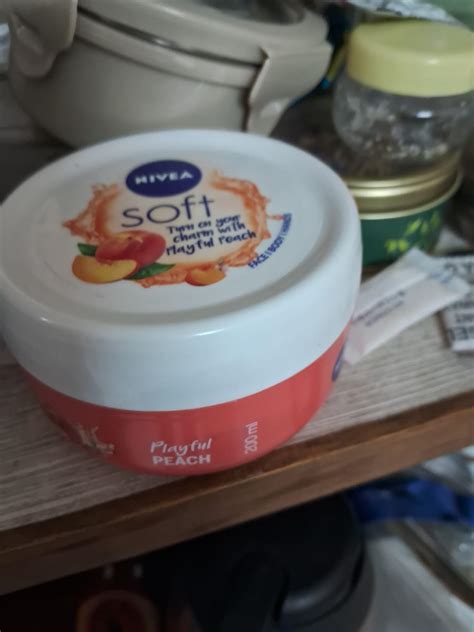 NIVEA
soft
Turn on your
charm with
Playful Peach
FACE | BODY | HANDS
Playful
PEACH
200 ml